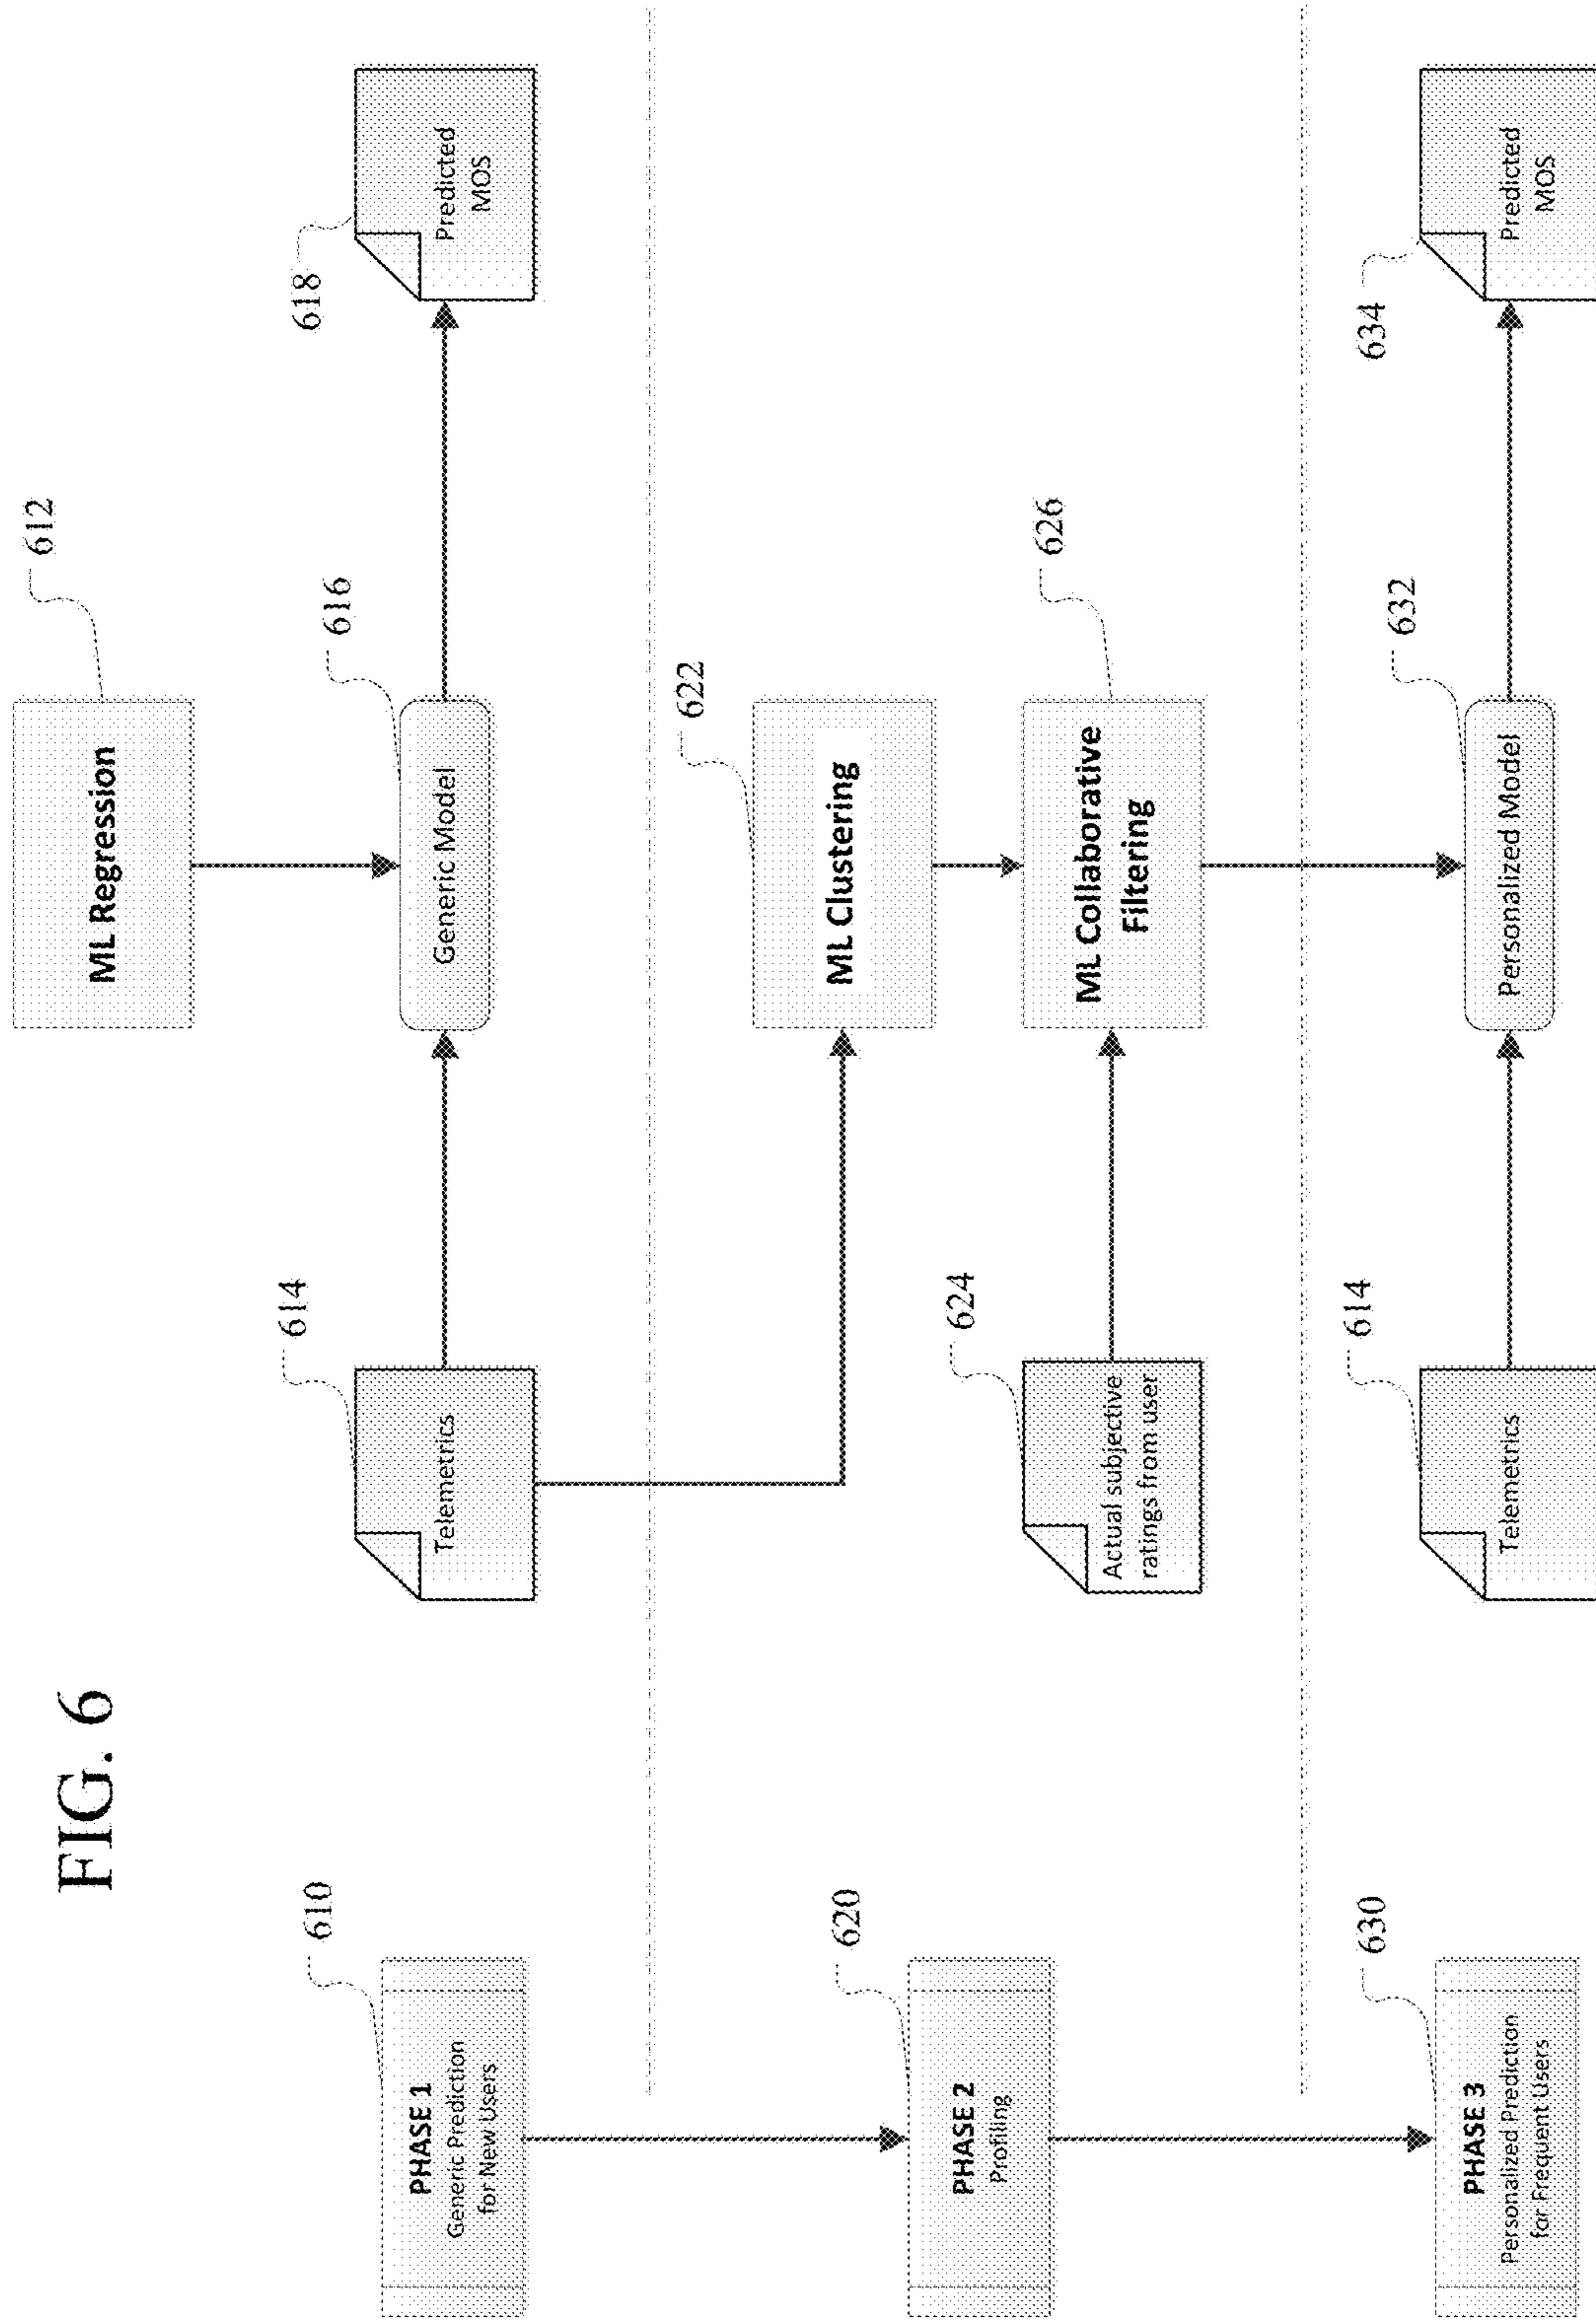 FIG. 6
612
ML Regression
610
614
616
618
PHASE 1
Generic Prediction
for New Users
Telemetrics
Generic Model
Predicted
MOS
622
ML Clustering
620
624
626
PHASE 2
Profiling
Actual subjective
ratings from user
ML Collaborative
Filtering
630
614
632
634
PHASE 3
Personalized Prediction
for Frequent Users
Telemetrics
Personalized Model
Predicted
MOS